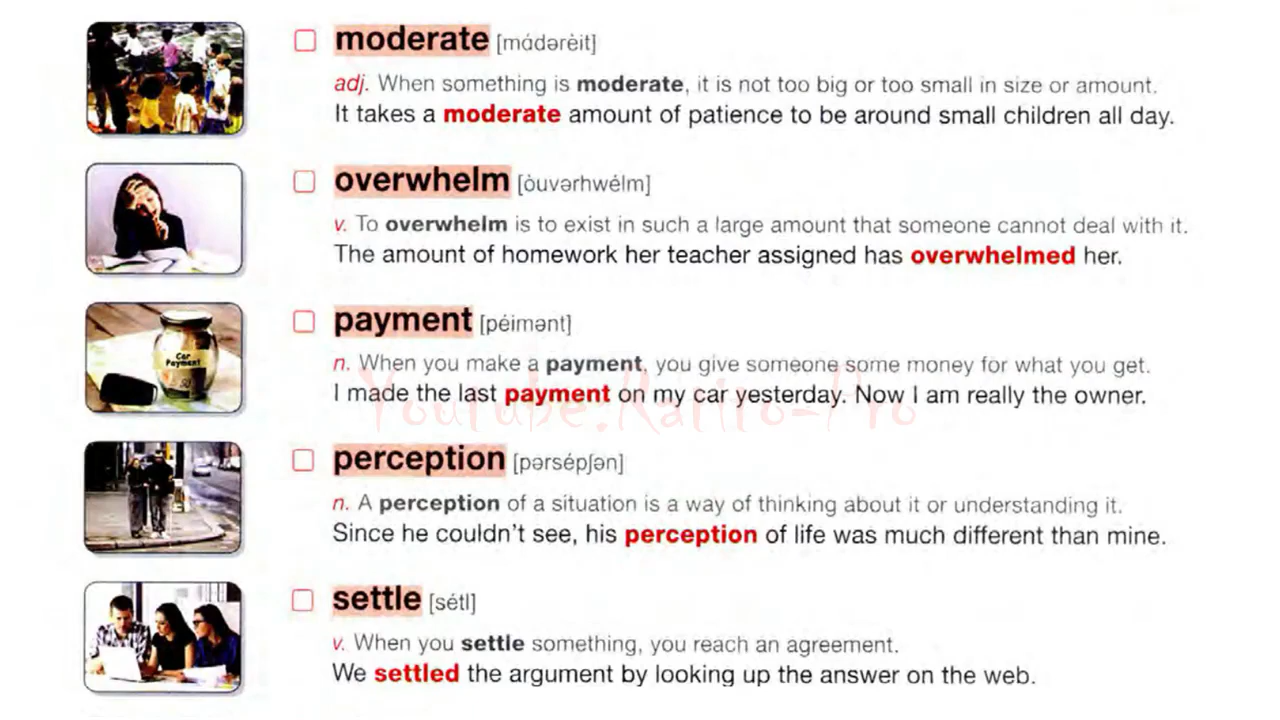 moderate [mádərèit]
adj. When something is moderate, it is not too big or too small in size or amount.
It takes a moderate amount of patience to be around small children all day.
overwhelm [òuvərhwélm]
v. To overwhelm is to exist in such a large amount that someone cannot deal with it.
The amount of homework her teacher assigned has overwhelmed her.
Car
Payment
payment [péimənt]
n. When you make a payment, you give someone some money for what you get.
I made the last payment on my car yesterday. Now I am really the owner.
perception [pərsépʃən]
n. A perception of a situation is a way of thinking about it or understanding it.
Since he couldn't see, his perception of life was much different than mine.
settle [sétl]
v. When you settle something, you reach an agreement.
We settled the argument by looking up the answer on the web.